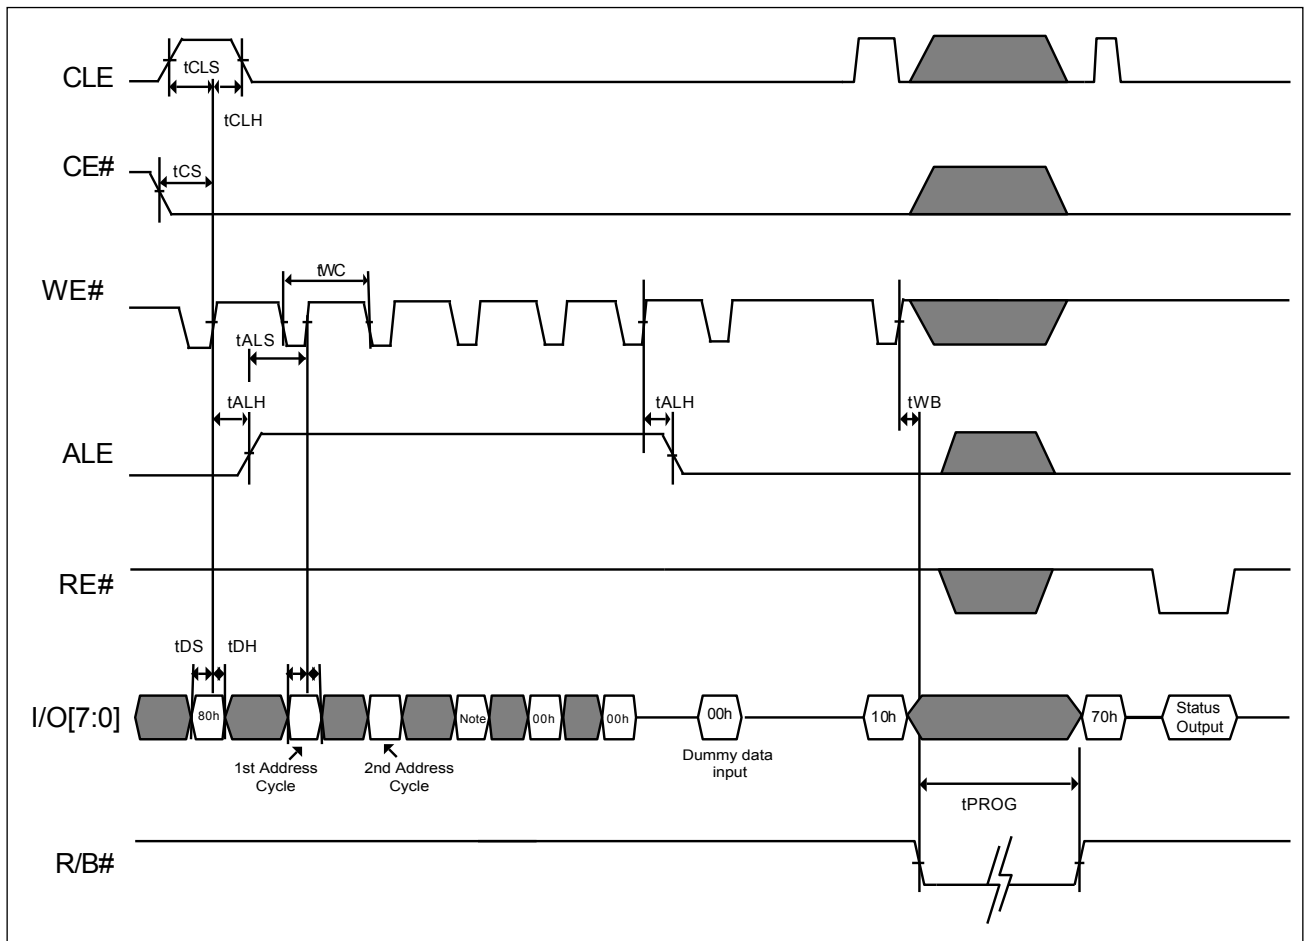 CLE
tCLS
tCLH
CE#
tCS
WE#
tWC
tALS
tALH
tALH
tWB
ALE
RE#
tDS
tDH
I/O[7:0]
80h
Note
00h
00h
00h
10h
70h
Status
Output
1st Address
Cycle
2nd Address
Cycle
Dummy data
input
tPROG
R/B#